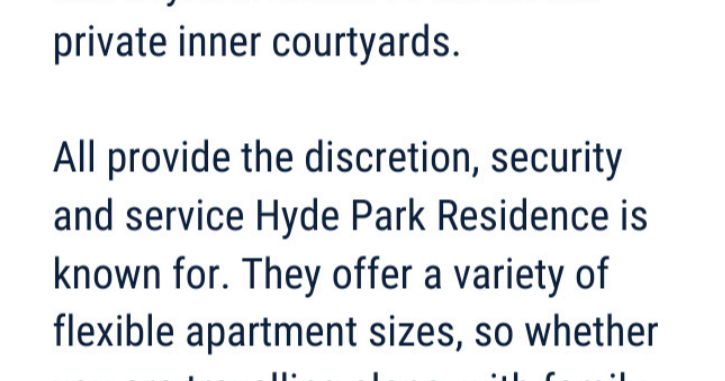 private inner courtyards.
All provide the discretion, security
and service Hyde Park Residence is
known for. They offer a variety of
flexible apartment sizes, so whether